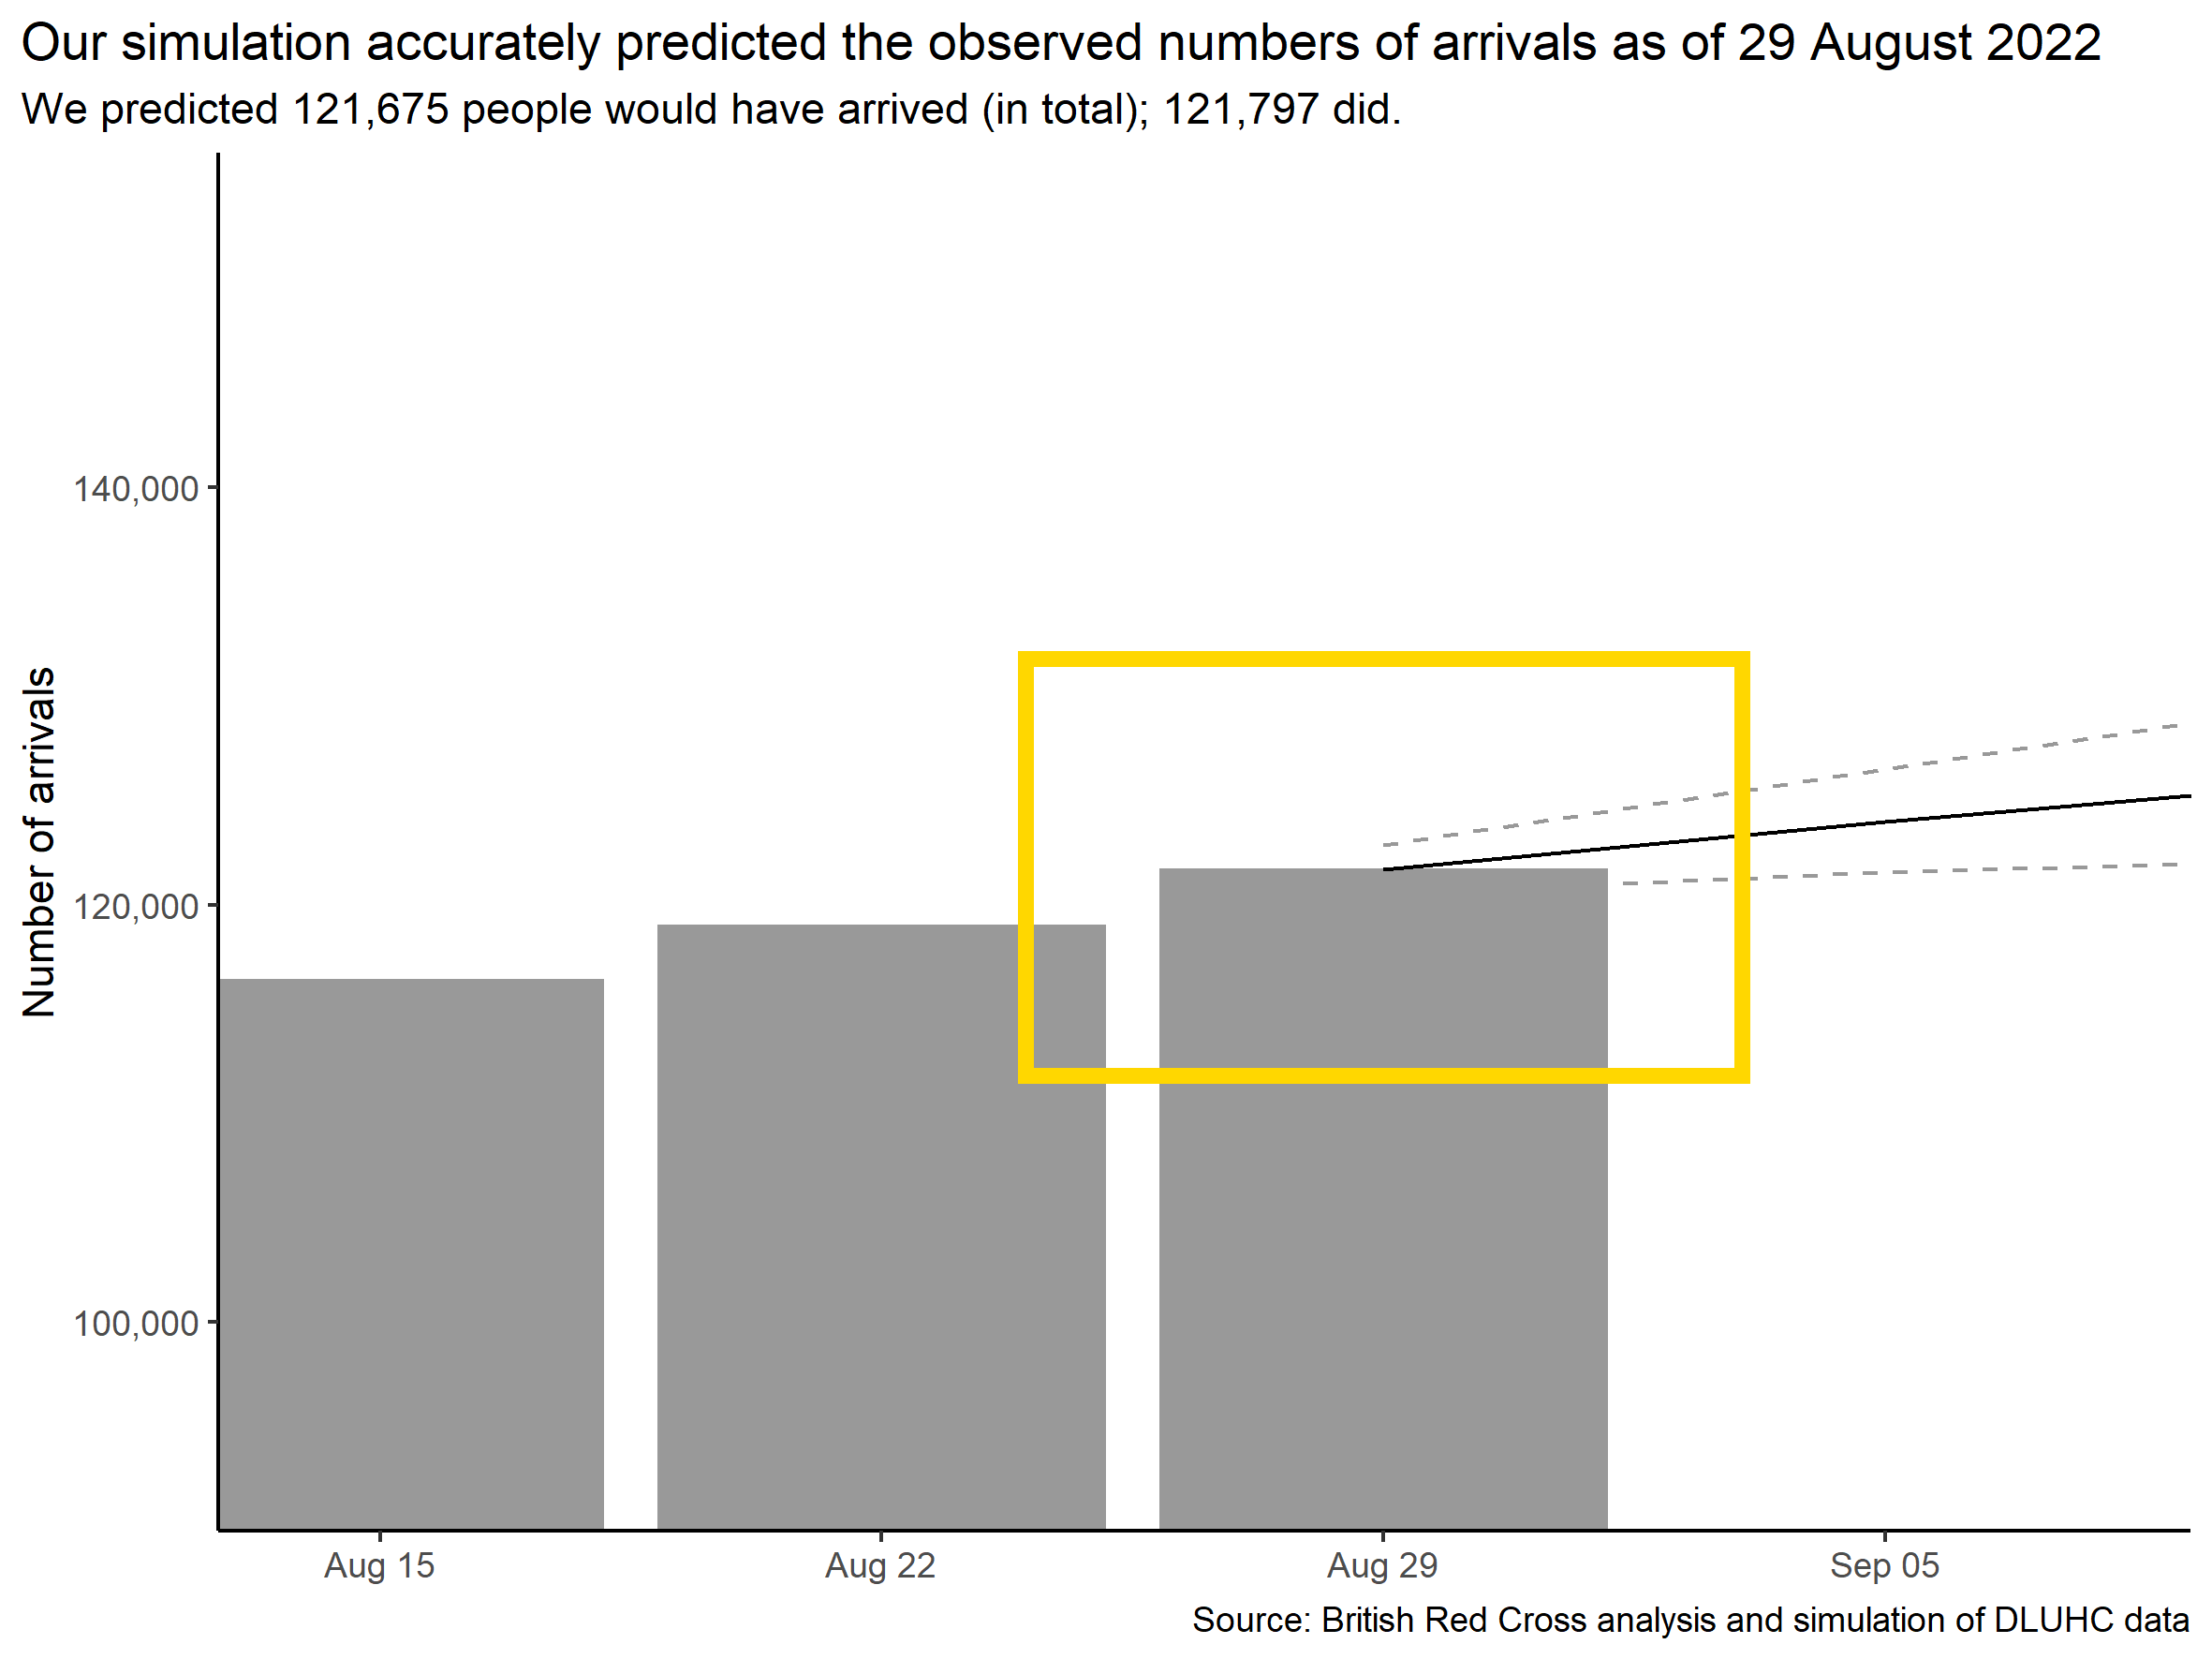 Our simulation accurately predicted the observed numbers of arrivals as of 29 August 2022
We predicted 121,675 people would have arrived (in total); 121,797 did.
Number of arrivals
140,000
120,000
100,000
Aug 15
Aug 22
Aug 29
Sep 05
Source: British Red Cross analysis and simulation of DLUHC data